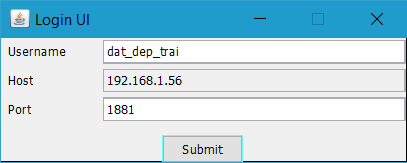 Login UI
Username dat_dep_trai
Host 192.168.1.56
Port 1881
Submit